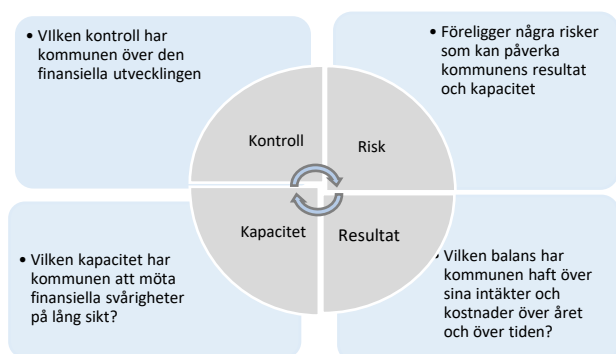 • VIlken kontroll har
kommunen över den
finansiella utvecklingen
• Föreligger några risker
som kan påverka
kommunens resultat
och kapacitet
Kontroll
Risk
Kapacitet
Resultat
• Vilken kapacitet har
kommunen att möta
finansiella svårigheter
på lång sikt?
• Vilken balans har
kommunen haft över
sina intäkter och
kostnader över året
och över tiden?